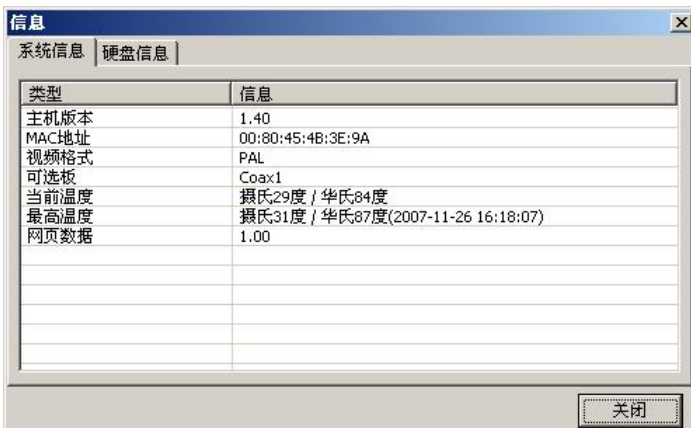 信息
系统信息 硬盘信息
类型 信息
主机版本 1.40
MAC地址 00:80:45:4B:3E:9A
视频格式 PAL
可选板 Coax1
当前温度 摄氏29度 / 华氏84度
最高温度 摄氏31度 / 华氏87度(2007-11-26 16:18:07)
网页数据 1.00
关闭